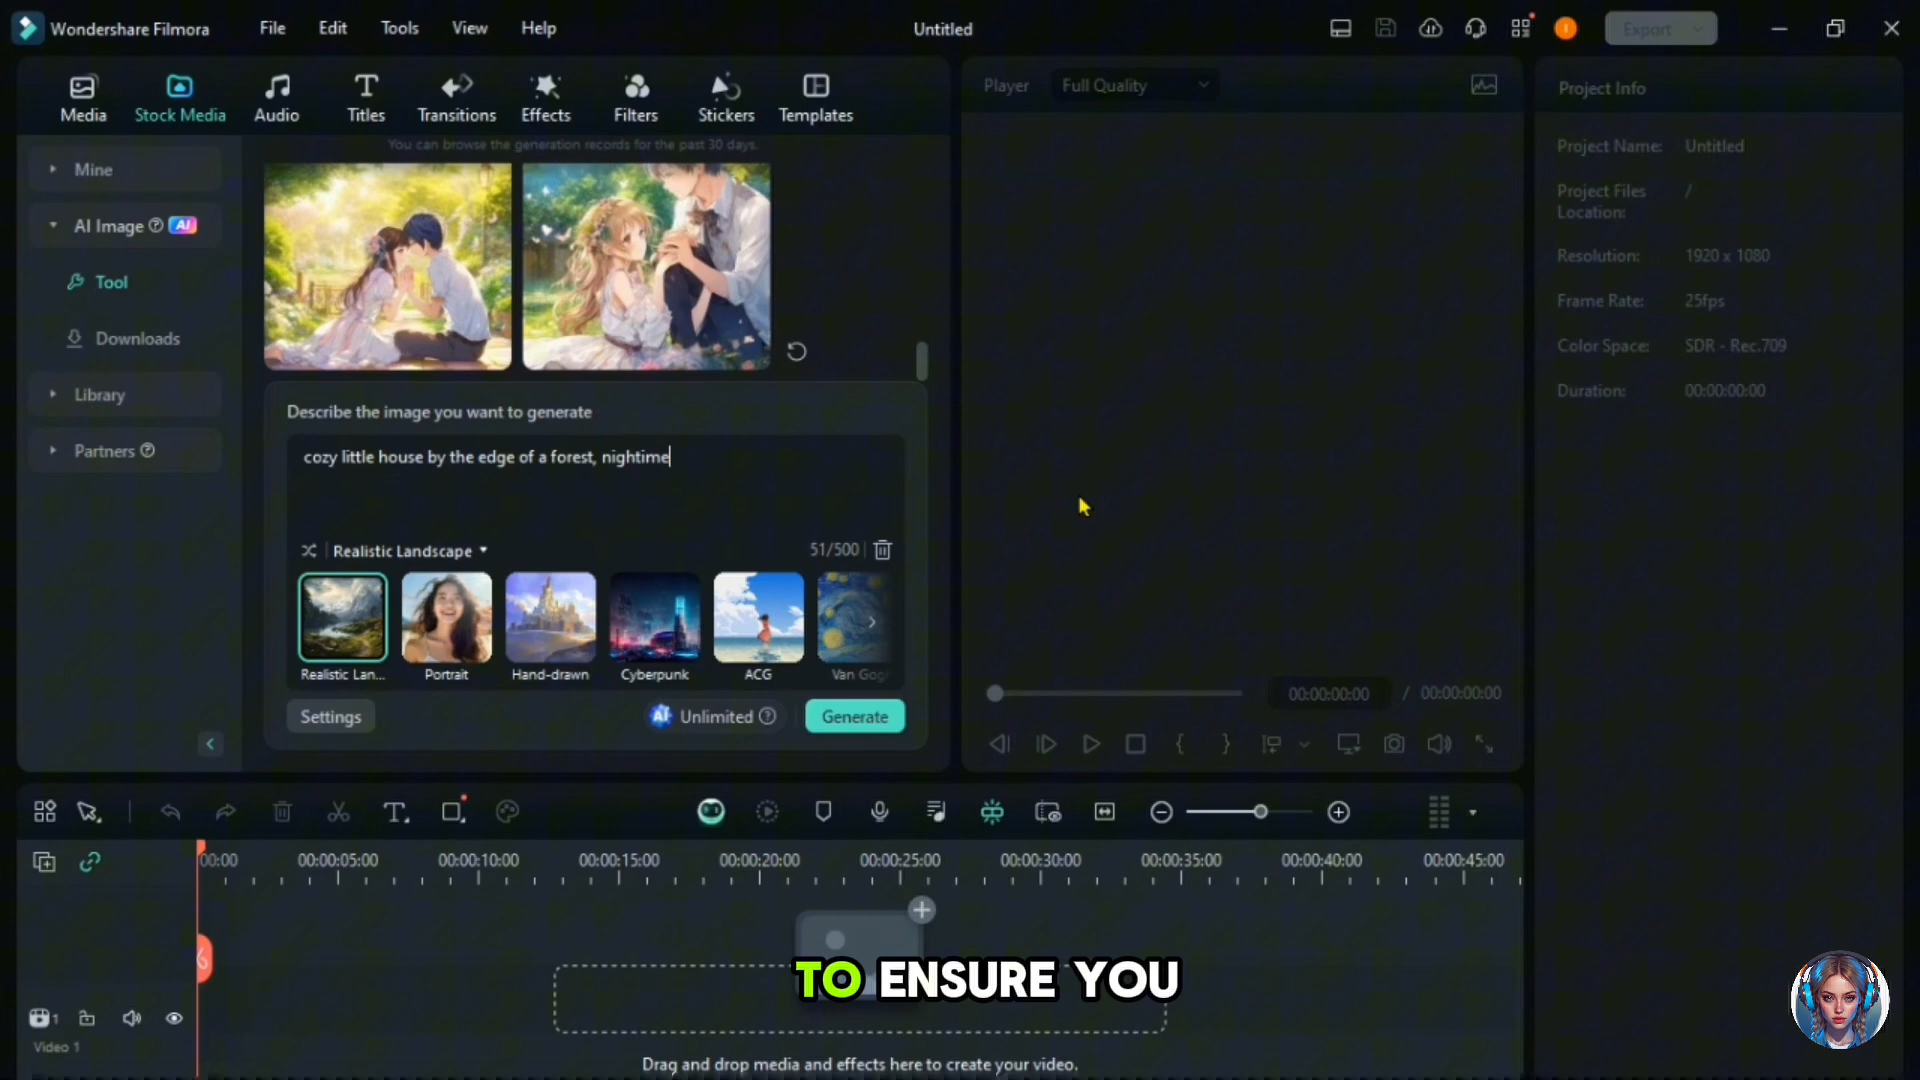 Wondershare Filmora File Edit Tools View Help Untitled Export
Media Stock Media Audio Titles Transitions Effects Filters Stickers Templates
Player Full Quality
Project Info
You can browse the generation records for the past 30 days.
Mine
AI Image AI
Tool
Downloads
Library
Partners
Describe the image you want to generate
cozy little house by the edge of a forest, nightime
Realistic Landscape 51/500
Realistic Lan... Portrait Hand-drawn Cyberpunk ACG Van Gog
Settings AI Unlimited Generate
Project Name: Untitled
Project Files Location: /
Resolution: 1920 x 1080
Frame Rate: 25fps
Color Space: SDR - Rec.709
Duration: 00:00:00:00
00:00:00:00 / 00:00:00:00
00:00 00:00:05:00 00:00:10:00 00:00:15:00 00:00:20:00 00:00:25:00 00:00:30:00 00:00:35:00 00:00:40:00 00:00:45:00
TO ENSURE YOU
1
Video 1
Drag and drop media and effects here to create your video.